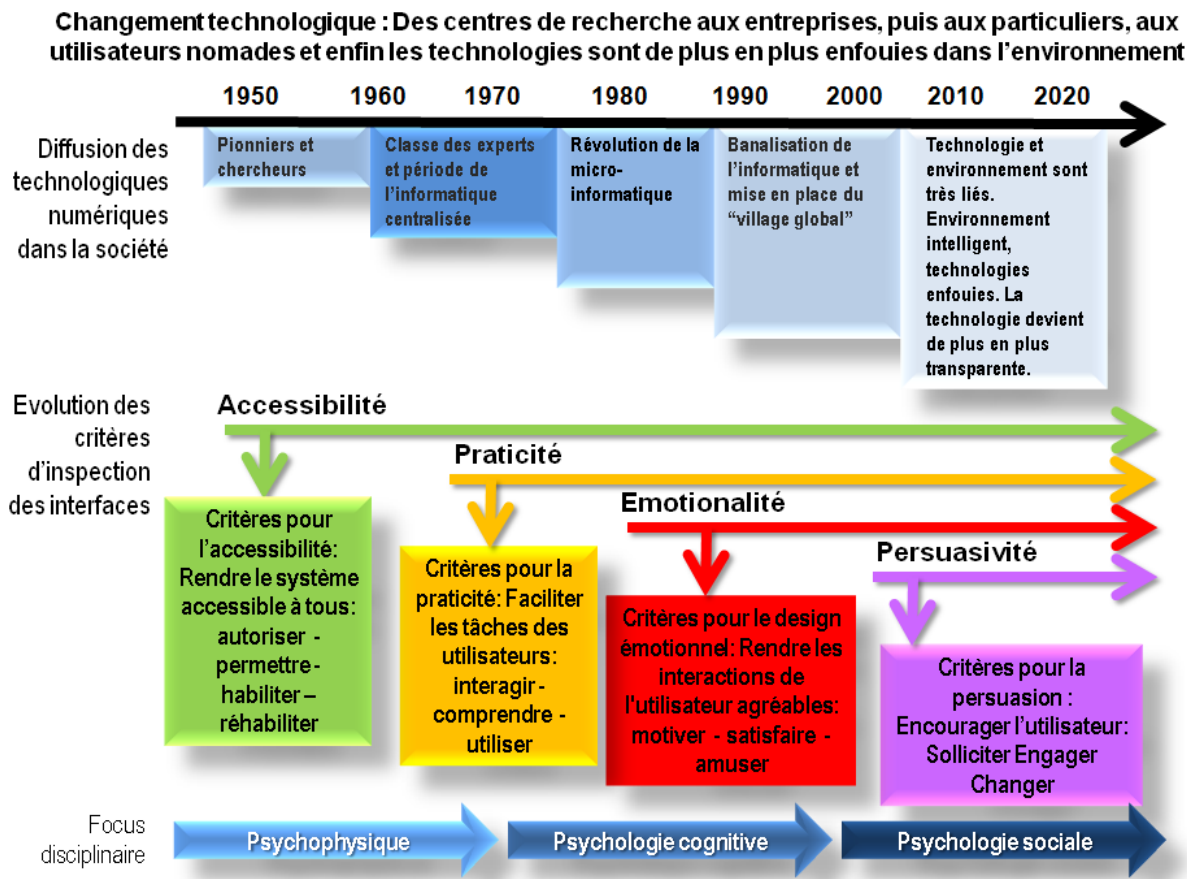 Changement technologique : Des centres de recherche aux entreprises, puis aux particuliers, aux
utilisateurs nomades et enfin les technologies sont de plus en plus enfouies dans l'environnement
1950 1960 1970 1980 1990 2000 2010 2020
Diffusion des
technologiques
numériques
dans la société
Pionniers et
chercheurs
Classe des experts
et période de
l'informatique
centralisée
Révolution de la
micro-
informatique
Banalisation de
l'informatique et
mise en place du
"village global"
Technologie et
environnement sont
très liés.
Environnement
intelligent,
technologies
enfouies. La
technologie devient
de plus en plus
transparente.
Evolution des
critères
d'inspection
des interfaces
Accessibilité
Praticité
Emotionalité
Persuasivité
Critères pour
l'accessibilité:
Rendre le système
accessible à tous:
autoriser -
permettre-
habiliter –
réhabiliter
Critères pour la
praticité: Faciliter
les tâches des
utilisateurs:
interagir-
comprendre -
utiliser
Critères pour le design
émotionnel: Rendre les
interactions de
l'utilisateur agréables:
motiver - satisfaire -
amuser
Critères pour la
persuasion :
Encourager l'utilisateur:
Solliciter Engager
Changer
Focus
disciplinaire
Psychophysique
Psychologie cognitive
Psychologie sociale